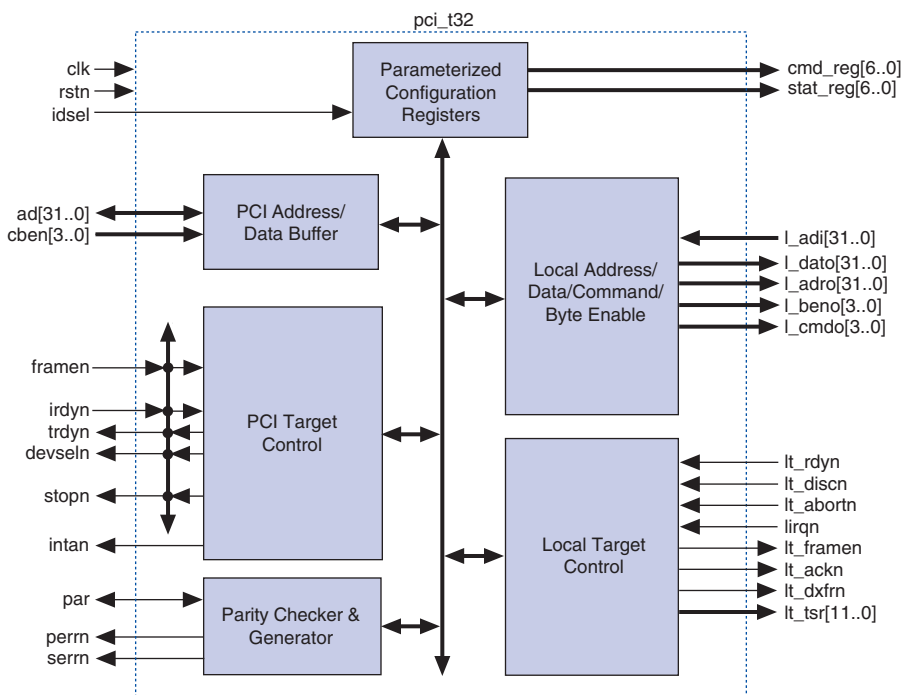 pci_t32
clk
rstn
idsel
Parameterized
Configuration
Registers
cmd_reg[6..0]
stat_reg[6..0]
ad[31..0]
cben[3..0]
PCI Address/
Data Buffer
Local Address/
Data/Command/
Byte Enable
l_adi[31..0]
l_dato[31..0]
l_adro[31..0]
l_beno[3..0]
l_cmdo[3..0]
framen
irdyn
trdyn
devseln
stopn
intan
PCI Target
Control
Local Target
Control
lt_rdyn
lt_discn
lt_abortn
lirqn
lt_framen
lt_ackn
lt_dxfrn
lt_tsr[11..0]
par
perrn
serrn
Parity Checker &
Generator